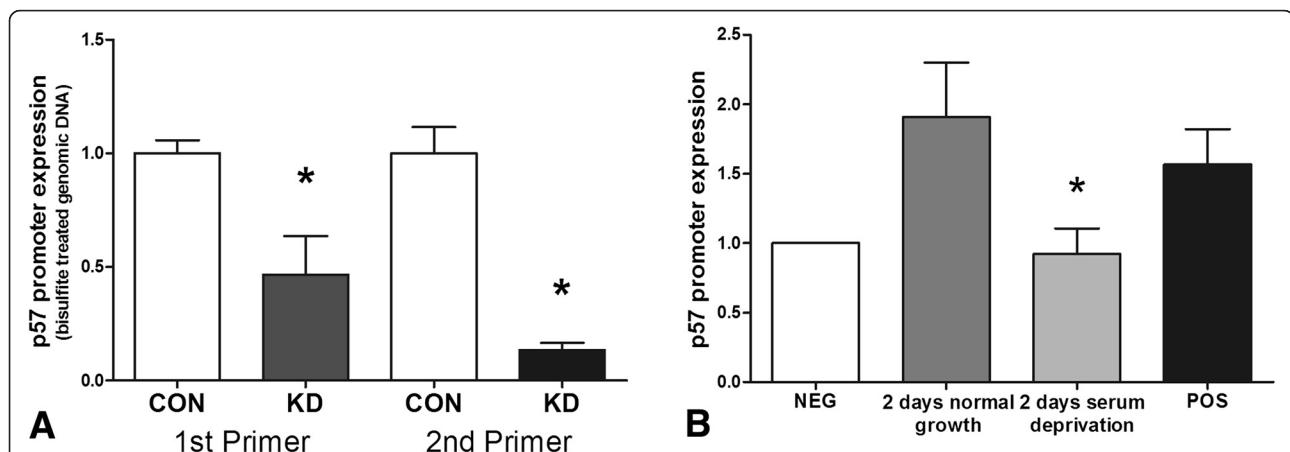 p57 promoter expression
(bisulfite treated genomic DNA)
1.5
1.0
0.5
0.0
*
*
CON KD CON KD
1st Primer 2nd Primer
A
p57 promoter expression
2.5
2.0
1.5
1.0
0.5
0.0
*
NEG 2 days normal 2 days serum POS
growth deprivation
B